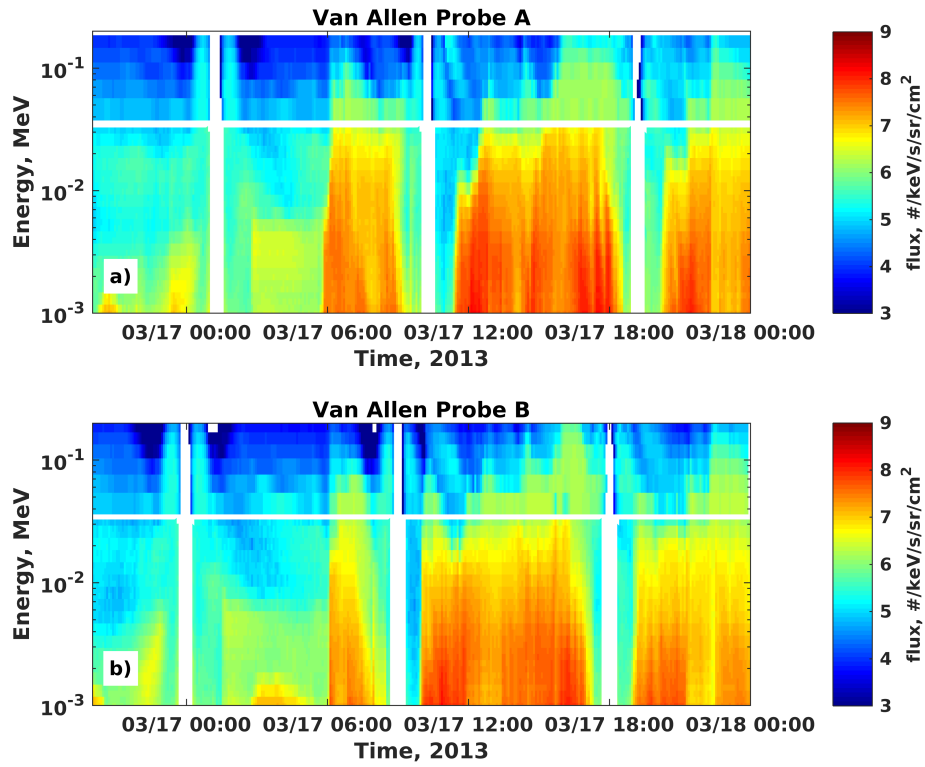 Van Allen Probe A
Energy, MeV
10-1
10-2
10-3
a)
03/17 00:00 03/17 06:00 03/17 12:00 03/17 18:00 03/18 00:00
Time, 2013
9
8
7
6
5
4
3
flux, #/keV/s/sr/cm2
Van Allen Probe B
Energy, MeV
10-1
10-2
10-3
b)
03/17 00:00 03/17 06:00 03/17 12:00 03/17 18:00 03/18 00:00
Time, 2013
9
8
7
6
5
4
3
flux, #/keV/s/sr/cm2